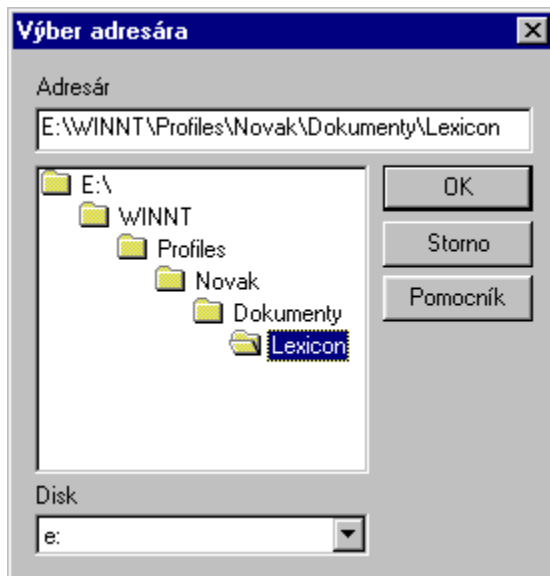 Výber adresára
Adresár
E:\WINNT\Profiles\Novak\Dokumenty\Lexicon
E:\
WINNT
Profiles
Novak
Dokumenty
Lexicon
OK
Storno
Pomocník
Disk
e: